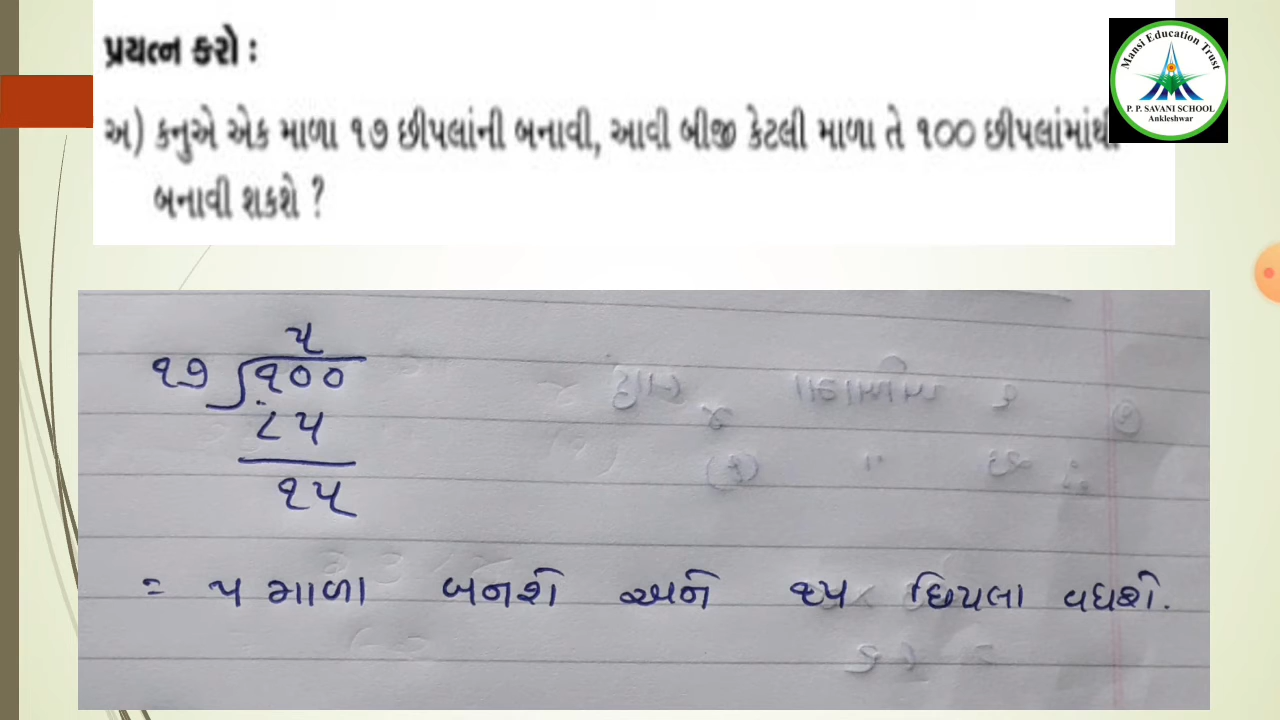 પ્રયત્ન કરો :
અ) કનુએ એક માળા ૧૭ છીપલાંની બનાવી, આવી બીજી કેટલી માળા તે ૧૦૦ છીપલાંમાંથી
બનાવી શકશે ?
Mansi Education Trust
P. P. SAVANI SCHOOL
Ankleshwar
૫
૧૭ ૧૦૦
૮૫
૧૫
= ૫ માળા બનશે અને ૧૫ છિપલા વધશે.